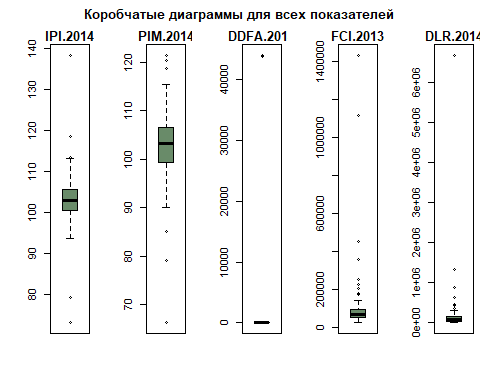 Коробчатые диаграммы для всех показателей
IPI.2014 PIM.2014 DDFA.201 FCI.2013 DLR.2014
140
130
120
110
100
90
80
120
110
100
90
80
70
40000
30000
20000
10000
0
1400000
1000000
600000
200000
0
6e+06
5e+06
4e+06
3e+06
2e+06
1e+06
0e+00